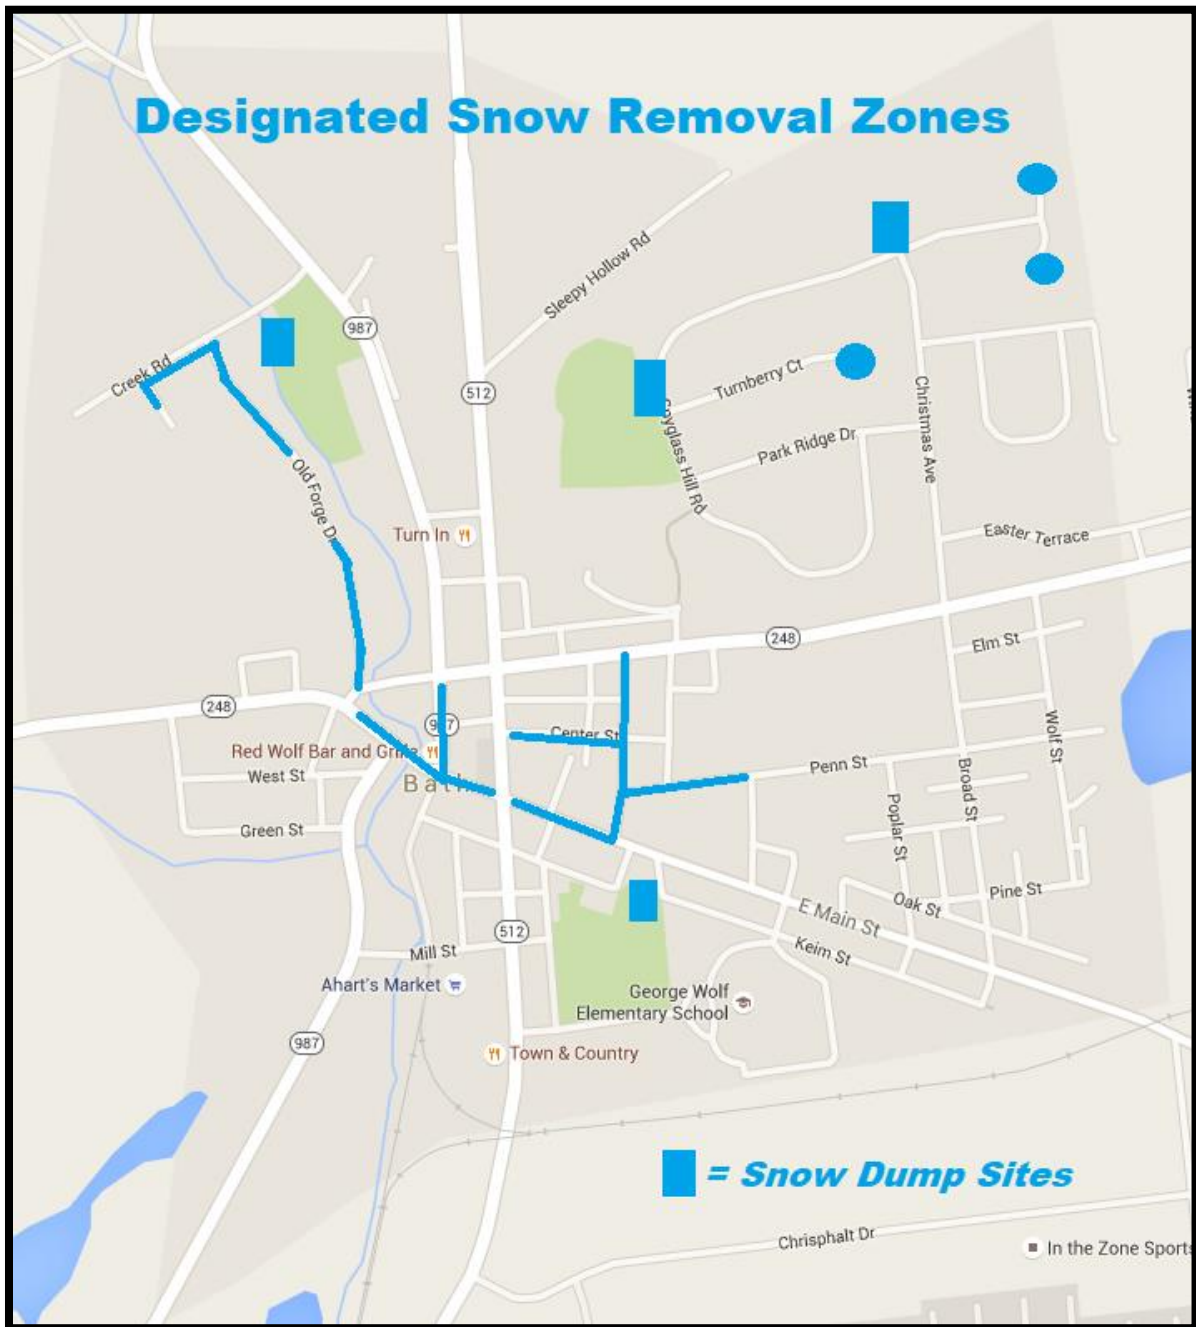 Designated Snow Removal Zones
Sleepy Hollow Rd
987
Creek Rd
512
Turnberry Ct
Christmas Ave
Park Ridge Dr
Spyglass Hill Rd
Old Forge Dr
Turn In
Easter Terrace
248
Elm St
248
987
Center St
Wolf St
Red Wolf Bar and Grille
West St
Bath
Penn St
Broad St
Poplar St
Green St
Pine St
Oak St
E Main St
512
Mill St
Keim St
Ahart's Market
George Wolf
Elementary School
987
Town & Country
= Snow Dump Sites
Chrisphalt Dr
In the Zone Sports